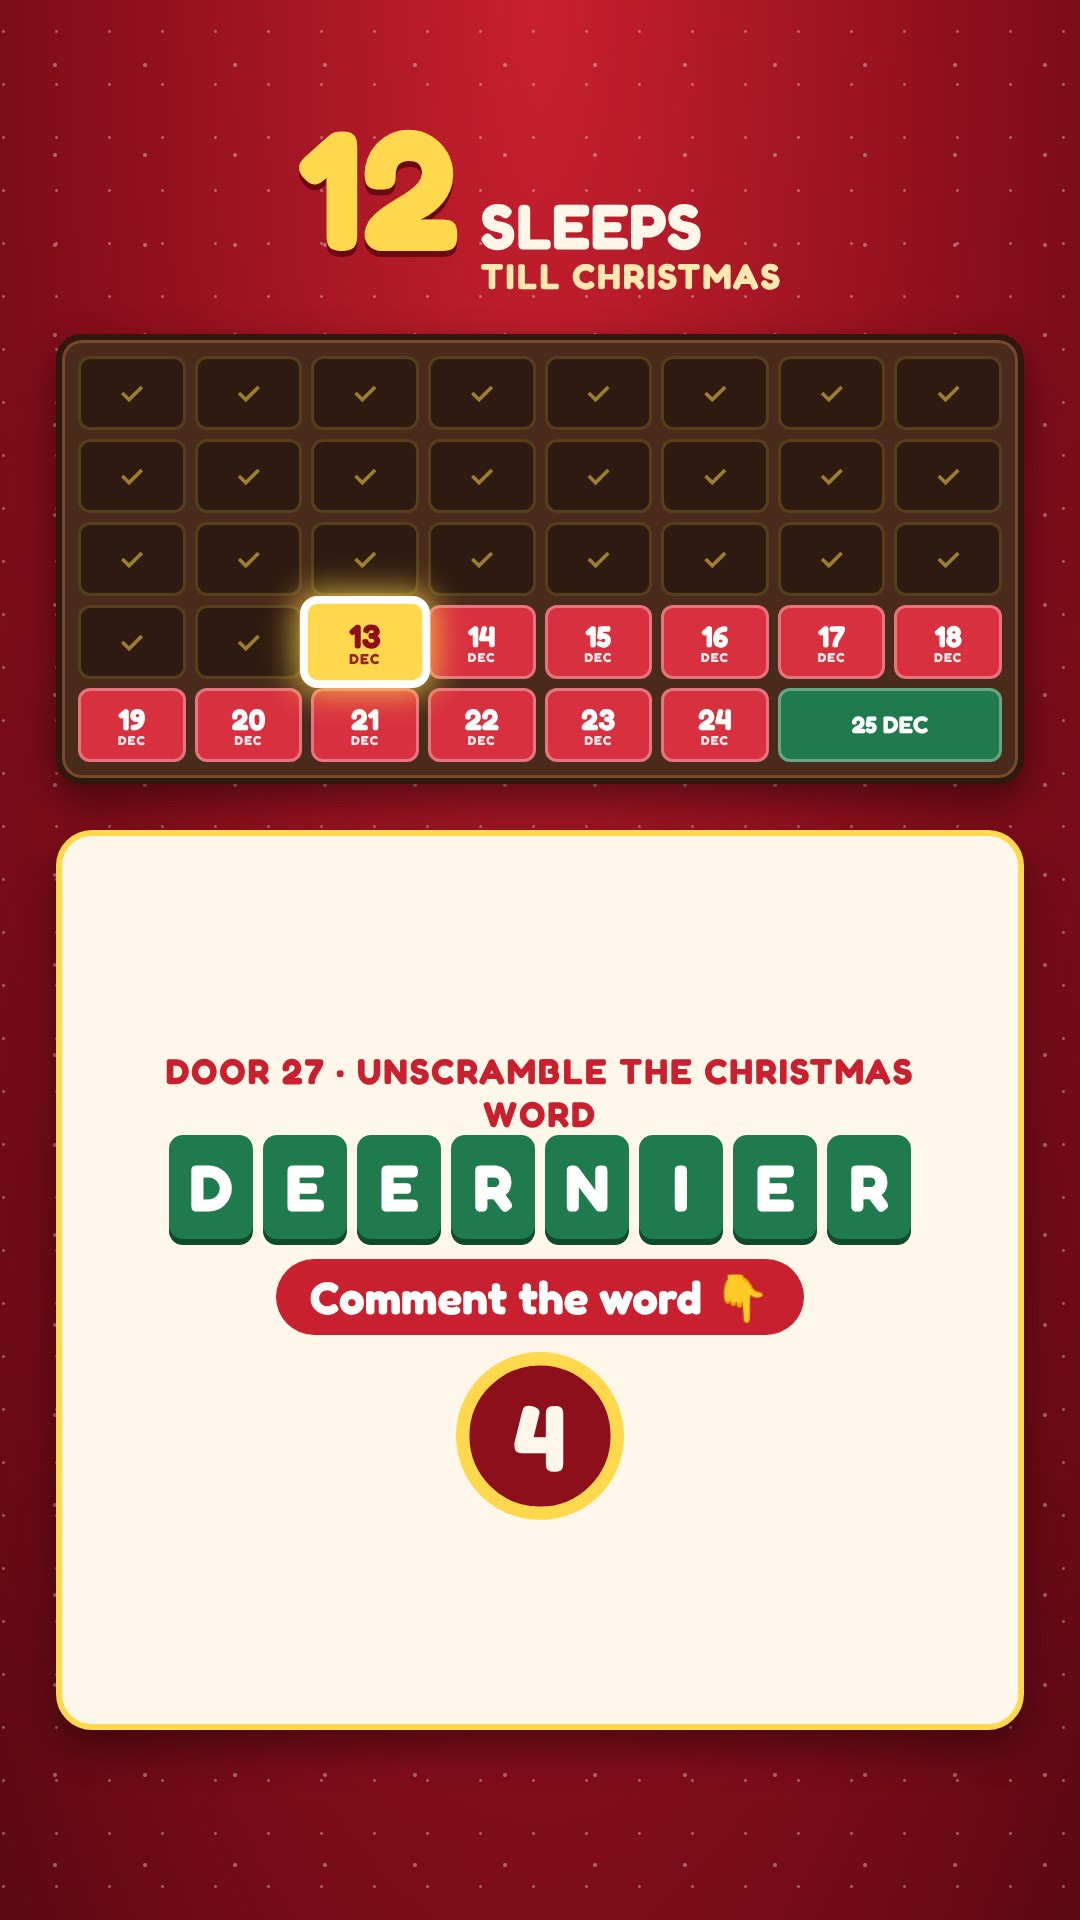 12 SLEEPS
TILL CHRISTMAS
13 DEC 14 DEC 15 DEC 16 DEC 17 DEC 18 DEC
19 DEC 20 DEC 21 DEC 22 DEC 23 DEC 24 DEC 25 DEC
DOOR 27 · UNSCRAMBLE THE CHRISTMAS
WORD
D E E R N I E R
Comment the word 👇
4